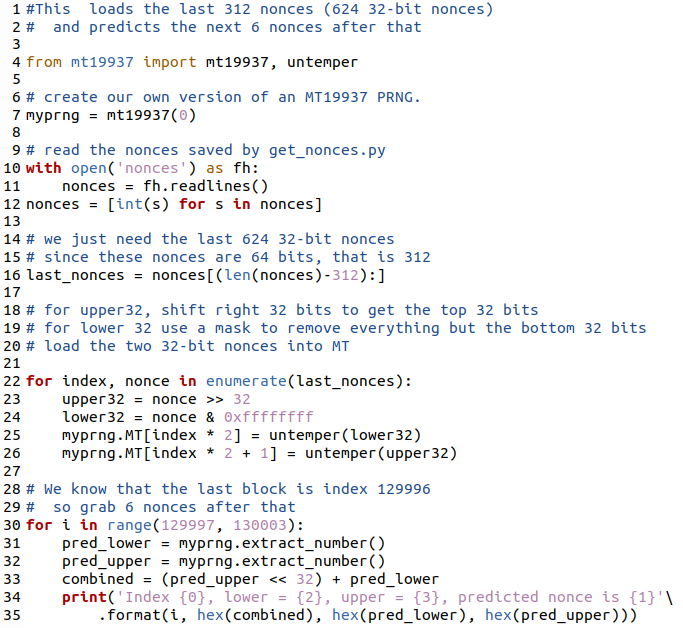 1 #This  loads the last 312 nonces (624 32-bit nonces)
2 #  and predicts the next 6 nonces after that
3
4 from mt19937 import mt19937, untemper
5
6 # create our own version of an MT19937 PRNG.
7 myprng = mt19937(0)
8
9 # read the nonces saved by get_nonces.py
10 with open('nonces') as fh:
11     nonces = fh.readlines()
12 nonces = [int(s) for s in nonces]
13
14 # we just need the last 624 32-bit nonces
15 # since these nonces are 64 bits, that is 312
16 last_nonces = nonces[(len(nonces)-312):]
17
18 # for upper32, shift right 32 bits to get the top 32 bits
19 # for lower 32 use a mask to remove everything but the bottom 32 bits
20 # load the two 32-bit nonces into MT
21
22 for index, nonce in enumerate(last_nonces):
23     upper32 = nonce >> 32
24     lower32 = nonce & 0xffffffff
25     myprng.MT[index * 2] = untemper(lower32)
26     myprng.MT[index * 2 + 1] = untemper(upper32)
27
28 # We know that the last block is index 129996
29 #  so grab 6 nonces after that
30 for i in range(129997, 130003):
31     pred_lower = myprng.extract_number()
32     pred_upper = myprng.extract_number()
33     combined = (pred_upper << 32) + pred_lower
34     print('Index {0}, lower = {2}, upper = {3}, predicted nonce is {1}'\
35         .format(i, hex(combined), hex(pred_lower), hex(pred_upper)))